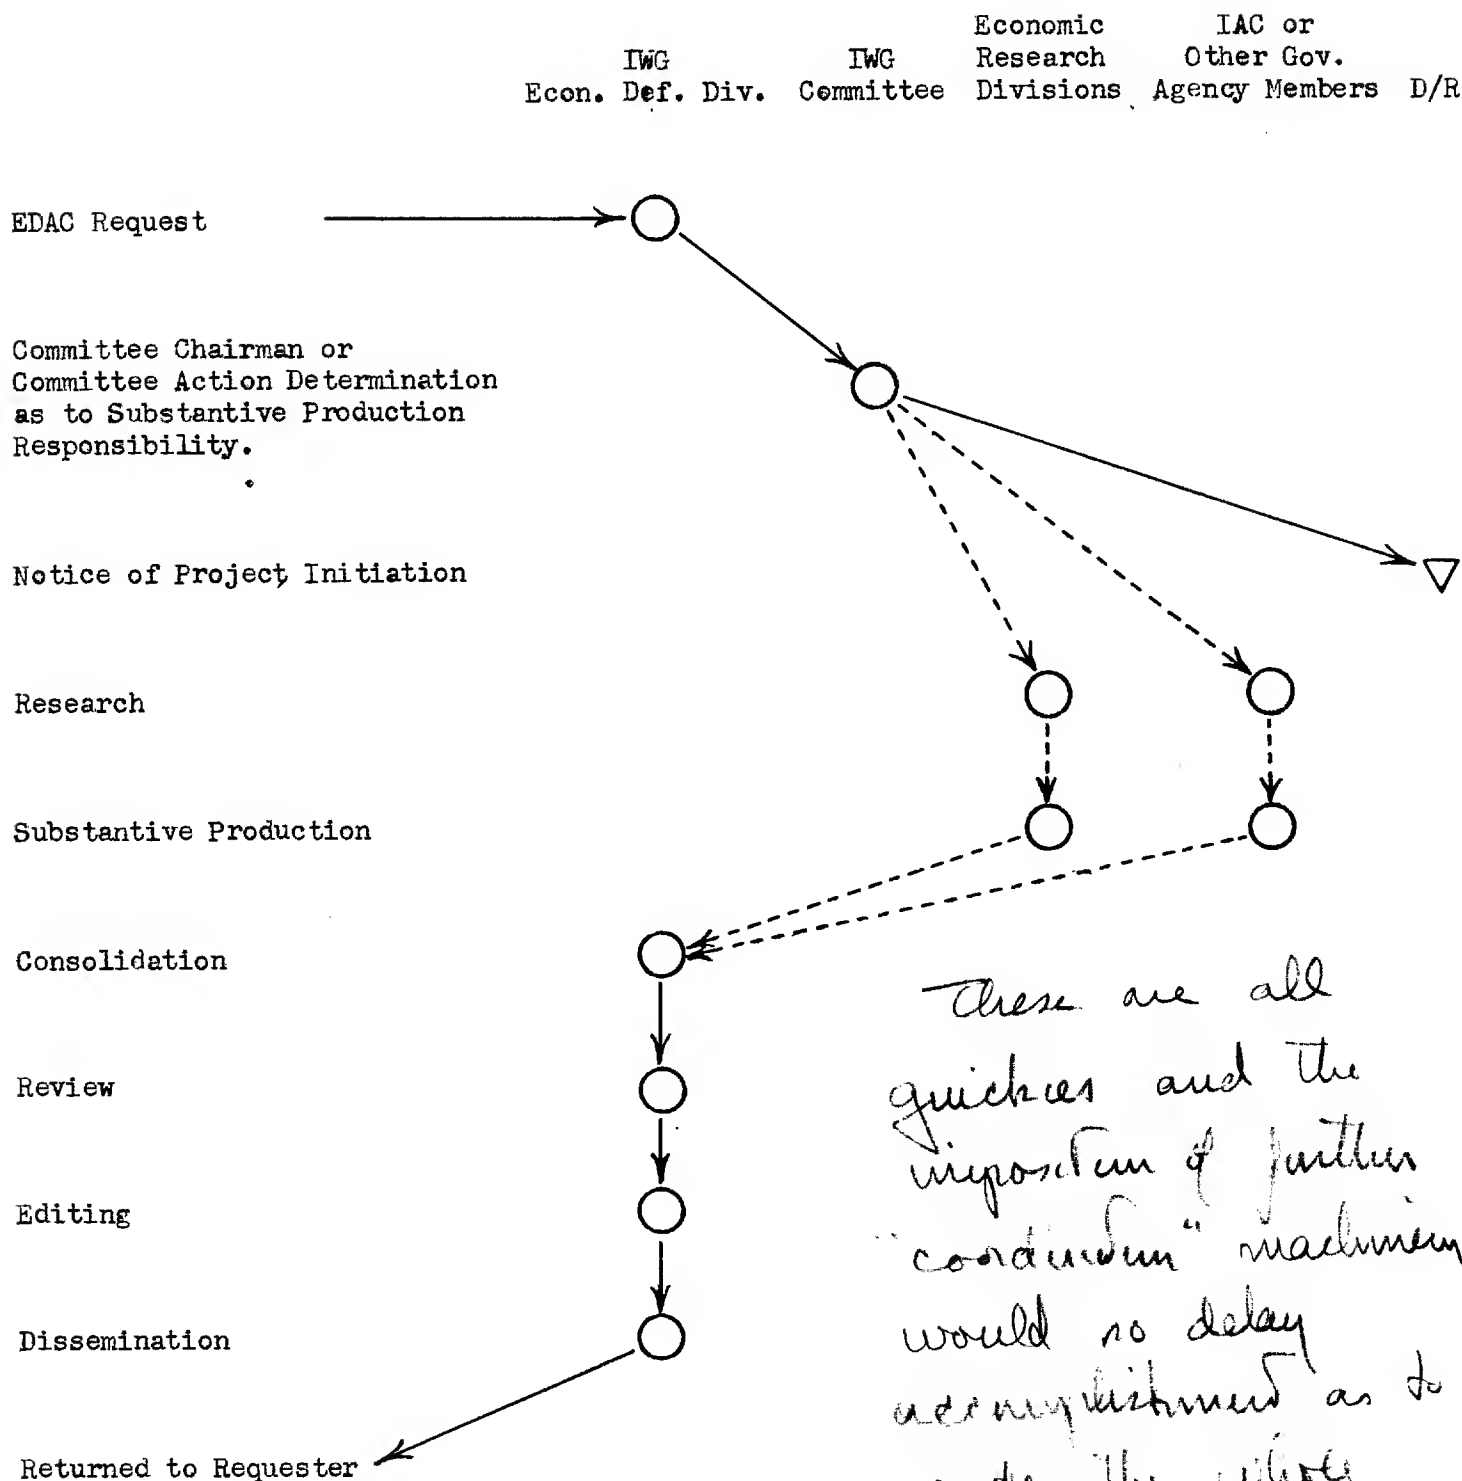 Economic IAC or
IWG IWG Research Other Gov.
Econ. Def. Div. Committee Divisions Agency Members D/R
EDAC Request
Committee Chairman or
Committee Action Determination
as to Substantive Production
Responsibility.
Notice of Project Initiation
Research
Substantive Production
Consolidation
Review
Editing
Dissemination
Returned to Requester
These are all
quickies and the
imposition of further
"coordination" machinery
would so delay
accomplishment as to
the whole